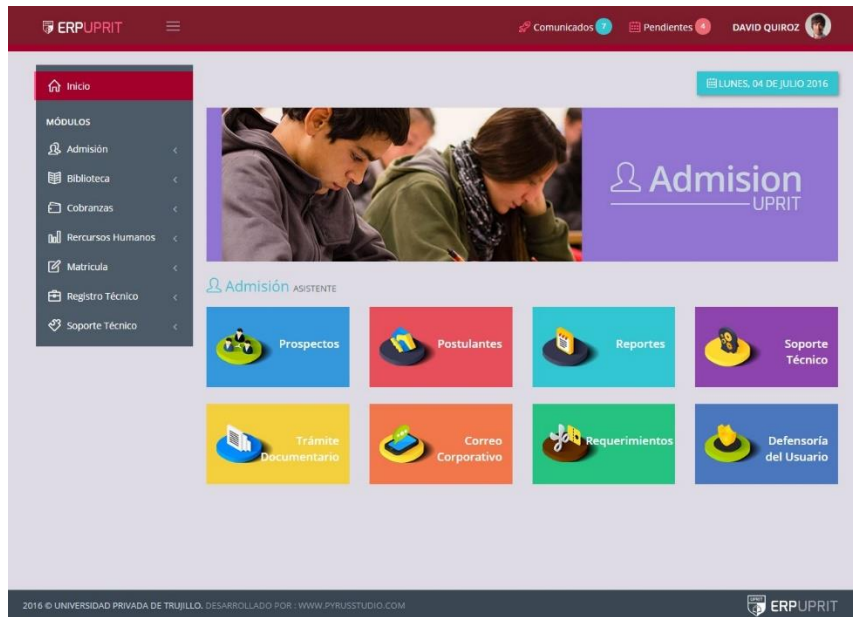 ERPUPRIT
Comunicados 7
Pendientes 4
DAVID QUIROZ
Inicio
LUNES, 04 DE JULIO 2016
MÓDULOS
Admisión
Biblioteca
Cobranzas
Rercursos Humanos
Matricula
Registro Técnico
Soporte Técnico
Admision
UPRIT
Admisión ASISTENTE
Prospectos
Postulantes
Reportes
Soporte
Técnico
Trámite
Documentario
Correo
Corporativo
Requerimientos
Defensoría
del Usuario
2016 © UNIVERSIDAD PRIVADA DE TRUJILLO. DESARROLLADO POR : WWW.PYRUSSTUDIO.COM
UPRIT
ERPUPRIT